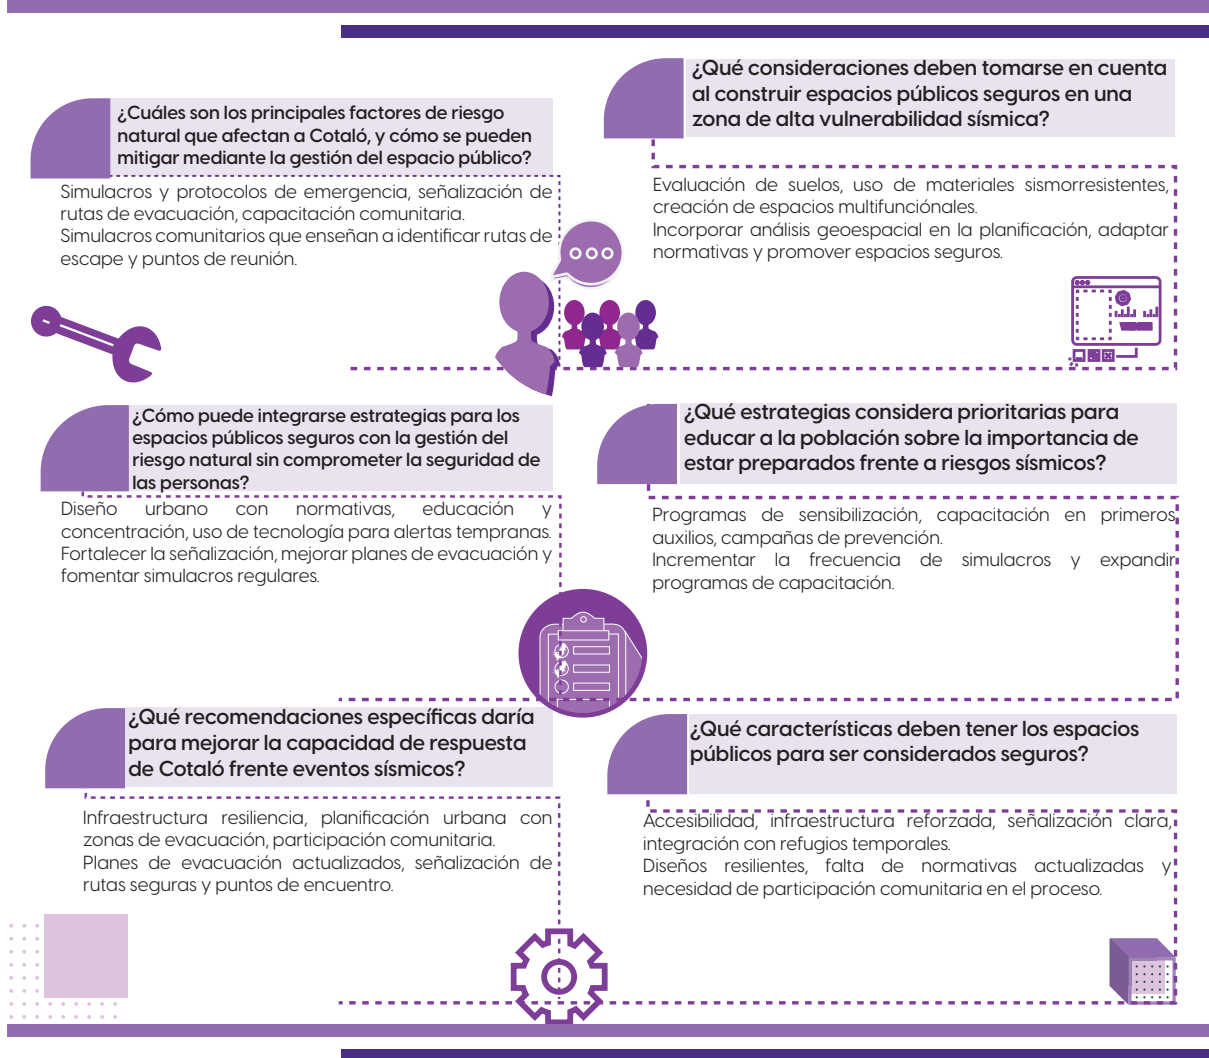 ¿Cuáles son los principales factores de riesgo
natural que afectan a Cotaló, y cómo se pueden
mitigar mediante la gestión del espacio público?
Simulacros y protocolos de emergencia, señalización de
rutas de evacuación, capacitación comunitaria.
Simulacros comunitarios que enseñan a identificar rutas de
escape y puntos de reunión.
¿Qué consideraciones deben tomarse en cuenta
al construir espacios públicos seguros en una
zona de alta vulnerabilidad sísmica?
Evaluación de suelos, uso de materiales sismorresistentes,
creación de espacios multifunciónales.
Incorporar análisis geoespacial en la planificación, adaptar
normativas y promover espacios seguros.
¿Cómo puede integrarse estrategias para los
espacios públicos seguros con la gestión del
riesgo natural sin comprometer la seguridad de
las personas?
Diseño urbano con normativas, educación y
concentración, uso de tecnología para alertas tempranas.
Fortalecer la señalización, mejorar planes de evacuación y
fomentar simulacros regulares.
¿Qué estrategias considera prioritarias para
educar a la población sobre la importancia de
estar preparados frente a riesgos sísmicos?
Programas de sensibilización, capacitación en primeros
auxilios, campañas de prevención.
Incrementar la frecuencia de simulacros y expandir
programas de capacitación.
¿Qué recomendaciones específicas daría
para mejorar la capacidad de respuesta
de Cotaló frente eventos sísmicos?
Infraestructura resiliencia, planificación urbana con
zonas de evacuación, participación comunitaria.
Planes de evacuación actualizados, señalización de
rutas seguras y puntos de encuentro.
¿Qué características deben tener los espacios
públicos para ser considerados seguros?
Accesibilidad, infraestructura reforzada, señalización clara,
integración con refugios temporales.
Diseños resilientes, falta de normativas actualizadas y
necesidad de participación comunitaria en el proceso.